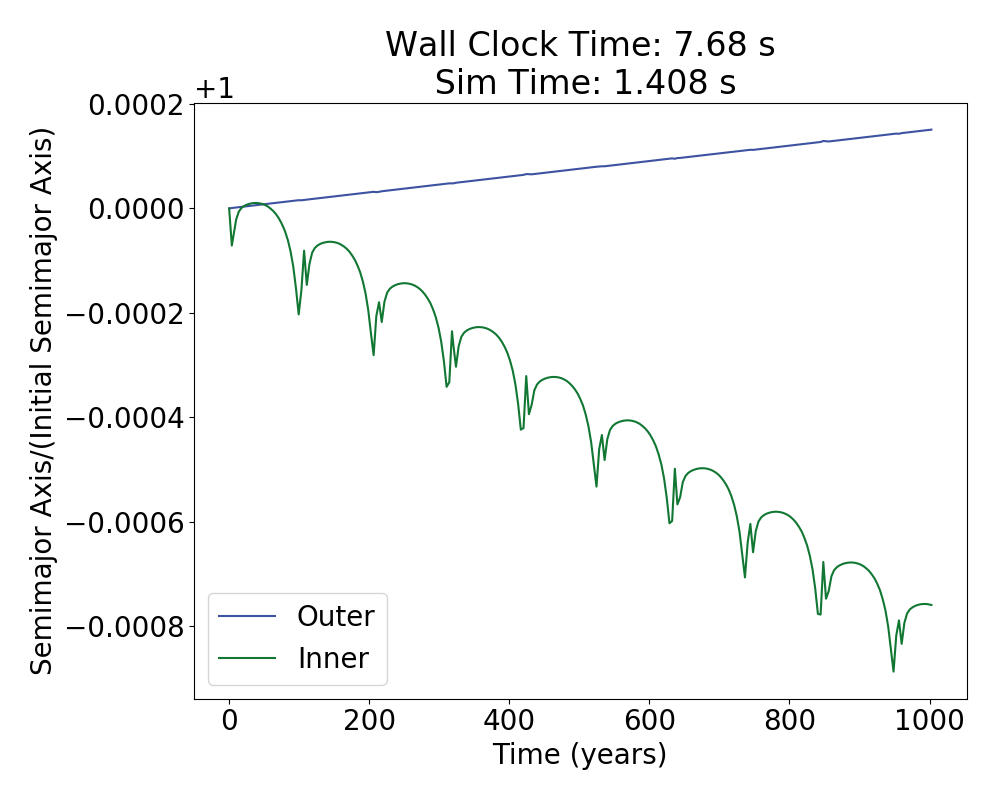 Wall Clock Time: 7.68 s
Sim Time: 1.408 s
+1
0.0002
0.0000
−0.0002
−0.0004
−0.0006
−0.0008
Semimajor Axis/(Initial Semimajor Axis)
Outer
Inner
0 200 400 600 800 1000
Time (years)